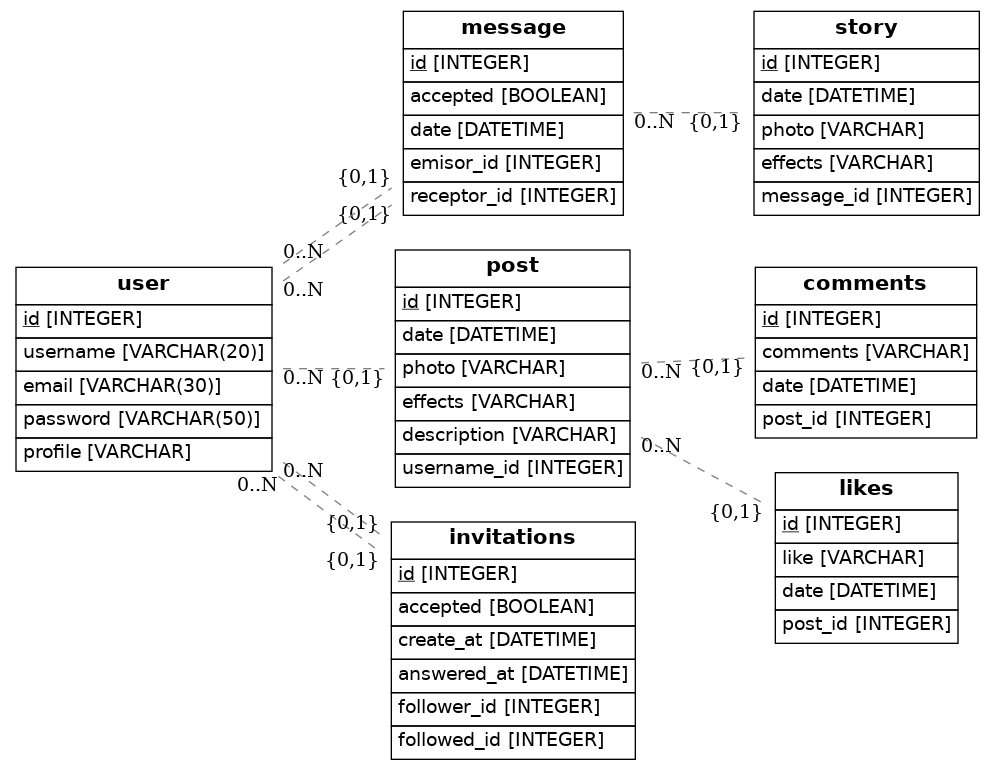 message
id [INTEGER]
accepted [BOOLEAN]
date [DATETIME]
emisor_id [INTEGER]
receptor_id [INTEGER]
story
id [INTEGER]
date [DATETIME]
photo [VARCHAR]
effects [VARCHAR]
message_id [INTEGER]
0..N {0,1}
{0,1}
{0,1}
0..N
0..N
user
id [INTEGER]
username [VARCHAR(20)]
email [VARCHAR(30)]
password [VARCHAR(50)]
profile [VARCHAR]
0..N {0,1}
post
id [INTEGER]
date [DATETIME]
photo [VARCHAR]
effects [VARCHAR]
description [VARCHAR]
username_id [INTEGER]
0..N {0,1}
comments
id [INTEGER]
comments [VARCHAR]
date [DATETIME]
post_id [INTEGER]
0..N
{0,1}
likes
id [INTEGER]
like [VARCHAR]
date [DATETIME]
post_id [INTEGER]
0..N
0..N
{0,1}
{0,1}
invitations
id [INTEGER]
accepted [BOOLEAN]
create_at [DATETIME]
answered_at [DATETIME]
follower_id [INTEGER]
followed_id [INTEGER]